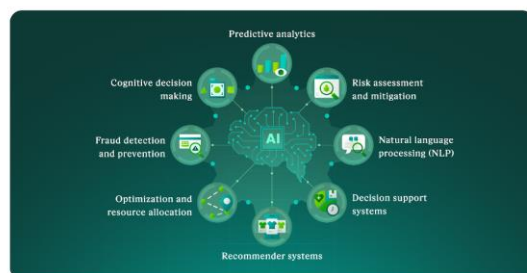 Predictive analytics
Cognitive decision
making
Risk assessment
and mitigation
AI
Fraud detection
and prevention
Natural language
processing (NLP)
Optimization and
resource allocation
Decision support
systems
Recommender systems